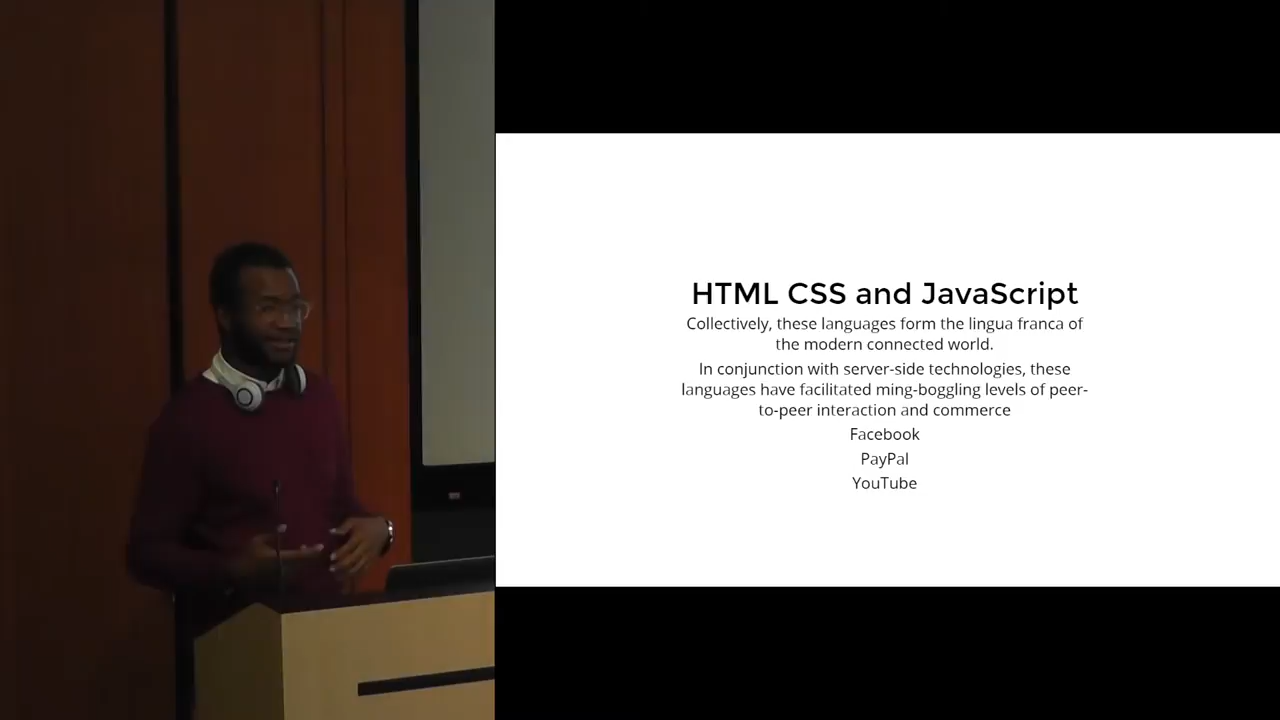 HTML CSS and JavaScript
Collectively, these languages form the lingua franca of
the modern connected world.
In conjunction with server-side technologies, these
languages have facilitated ming-boggling levels of peer-
to-peer interaction and commerce
Facebook
PayPal
YouTube